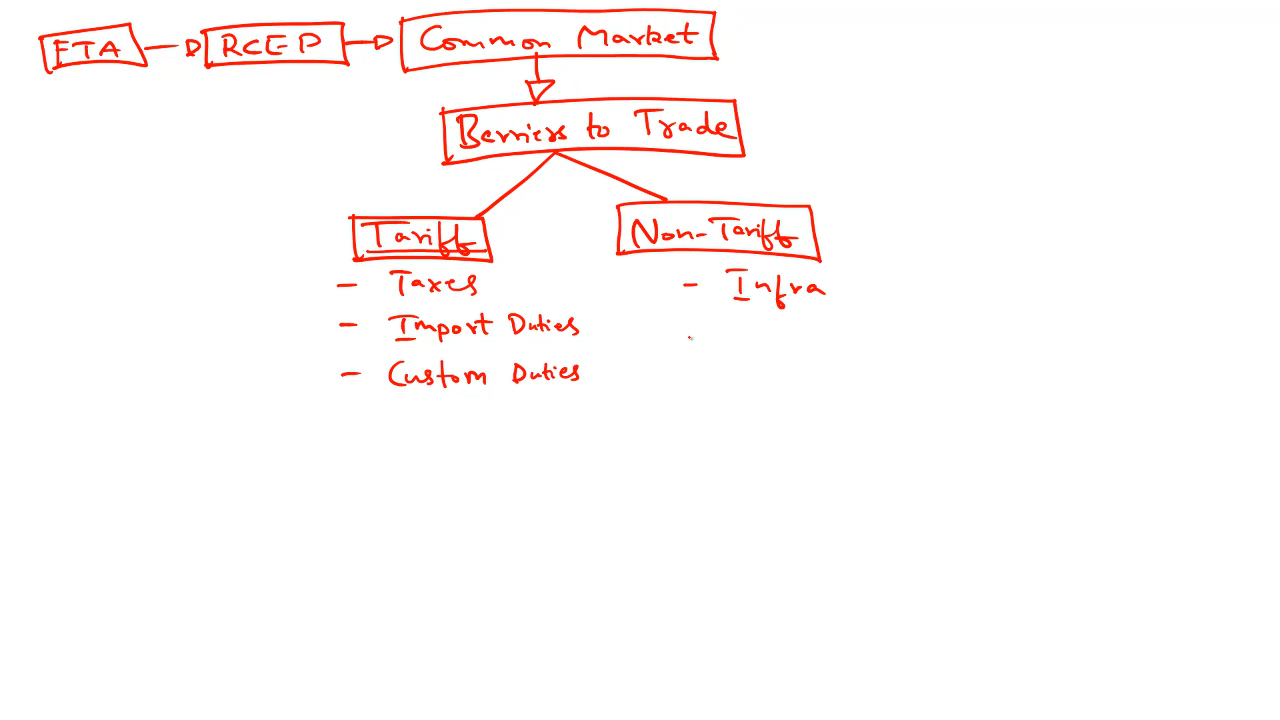 FTA RCEP Common Market
Berriers to Trade
Tariff Non-Tariff
- Taxes - Infra
- Import Duties
- Custom Duties